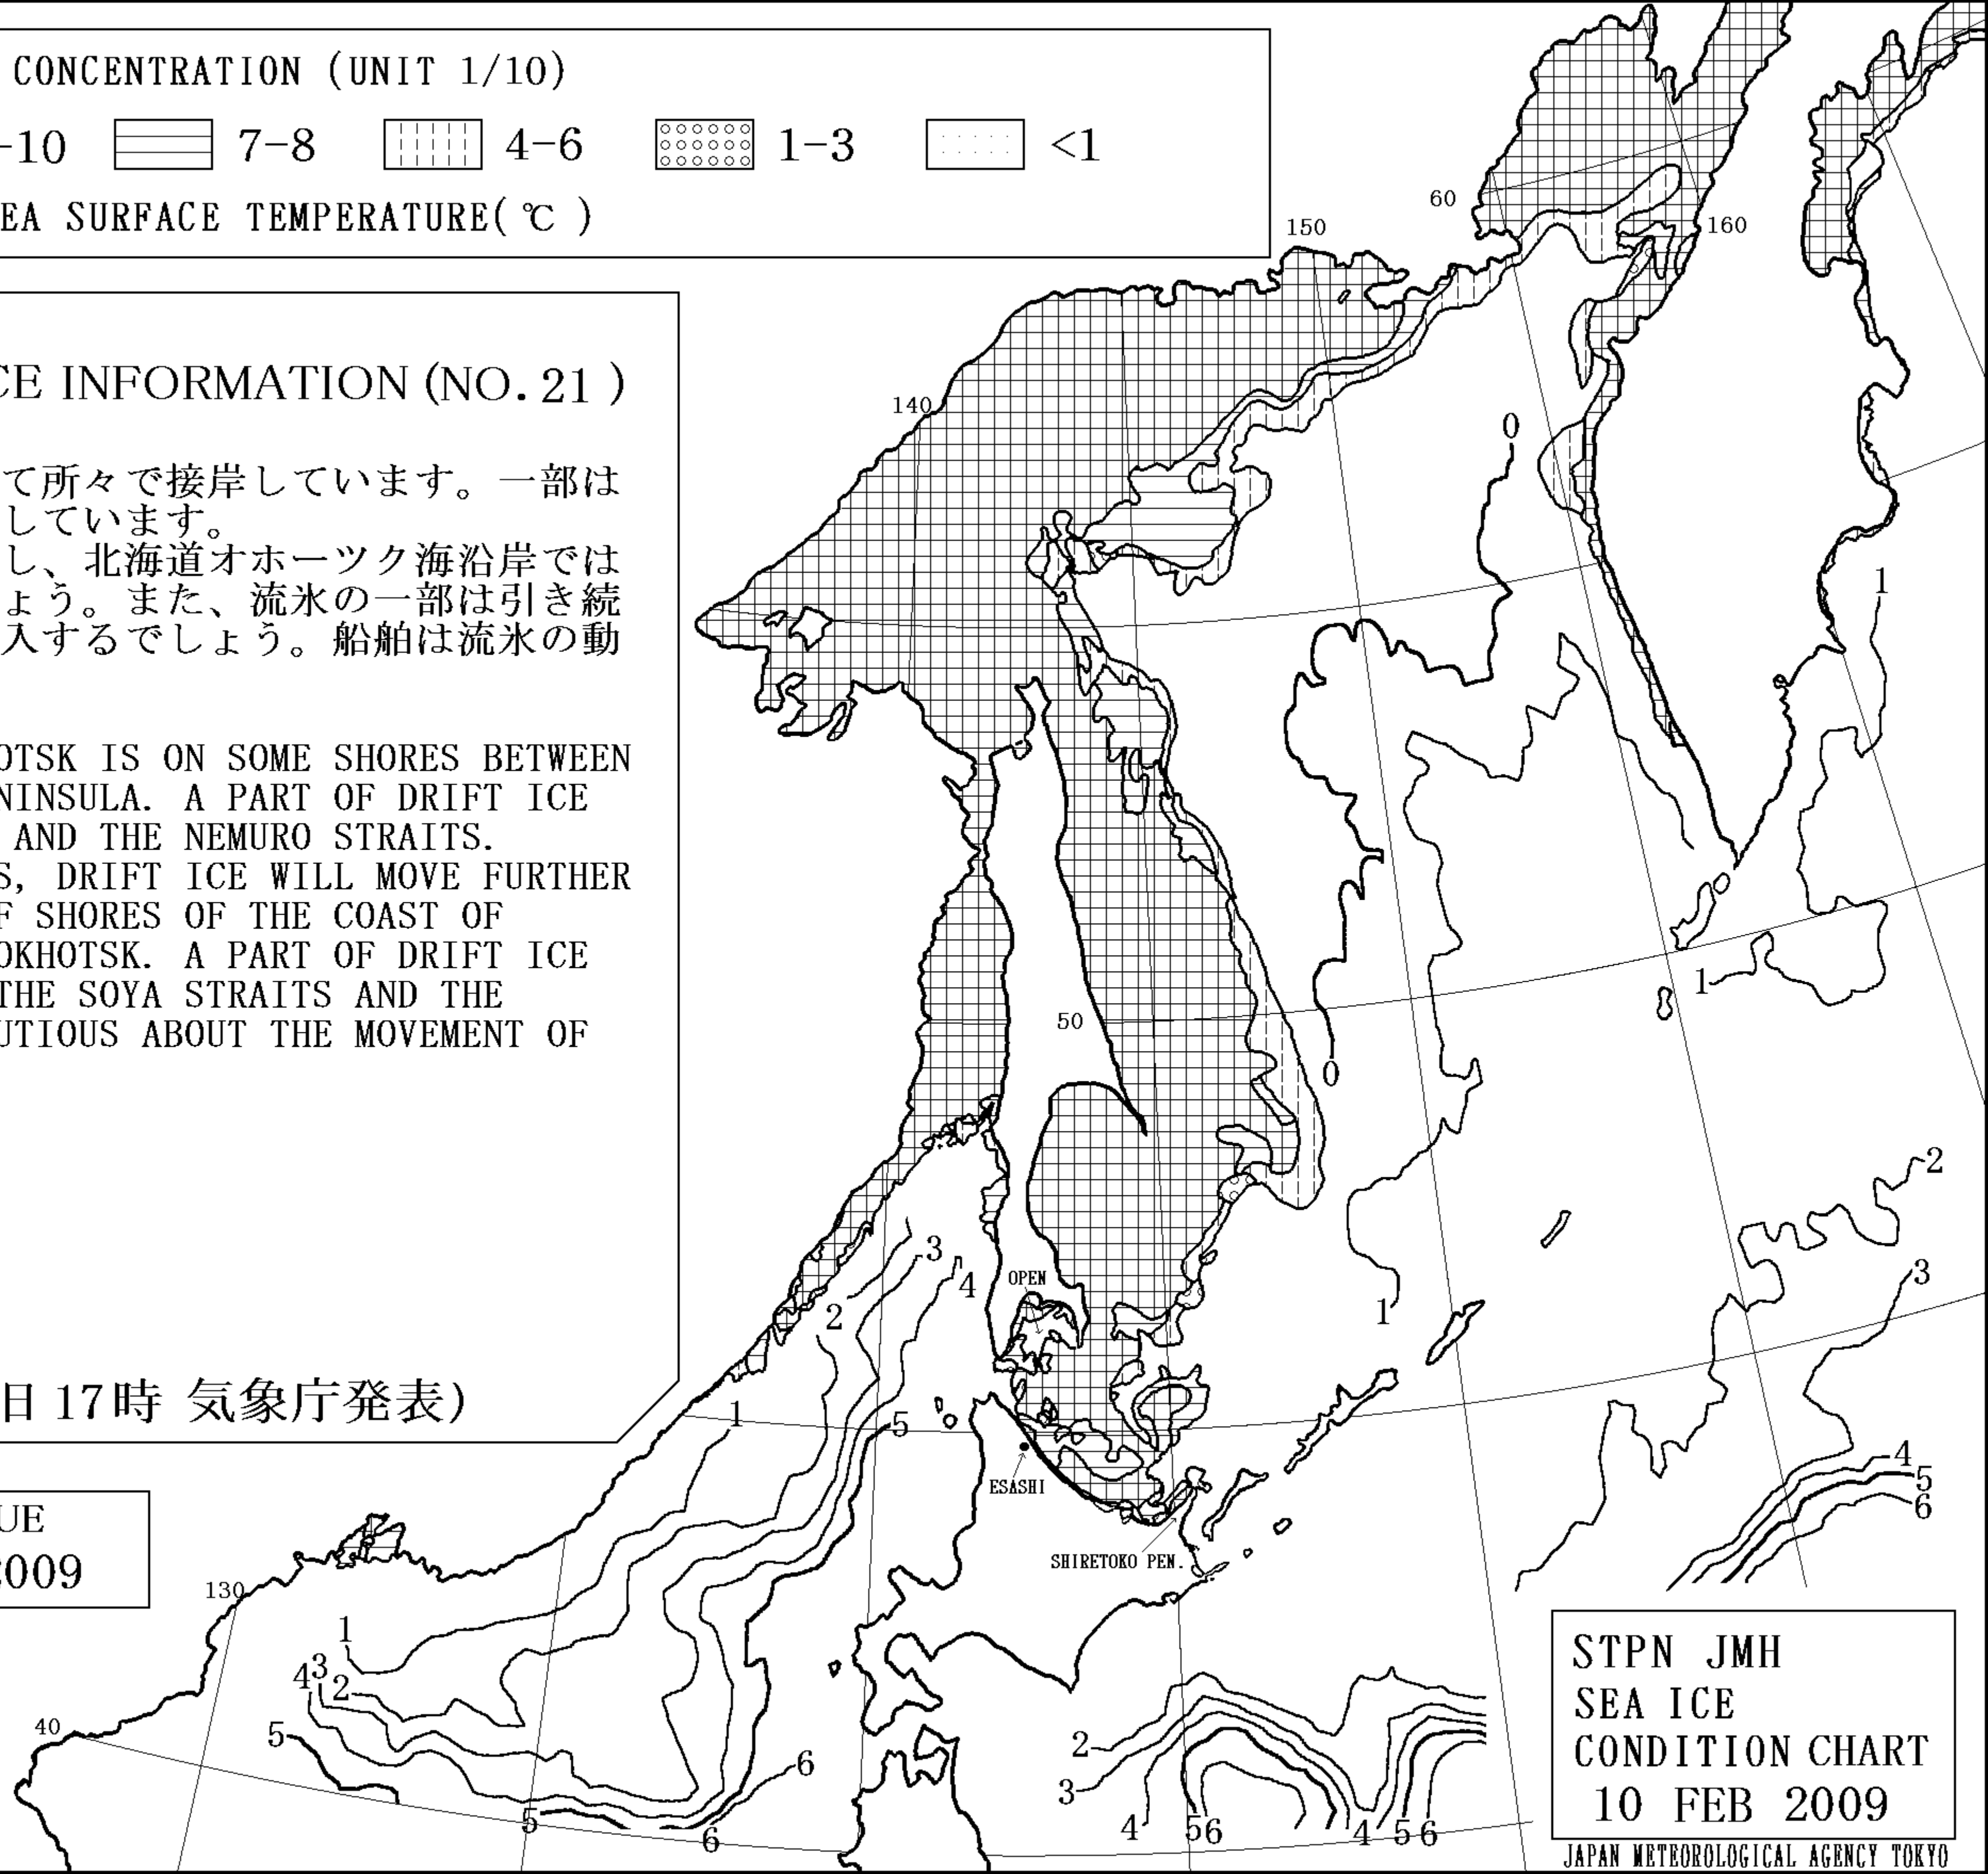 CONCENTRATION (UNIT 1/10)
-10 7-8 4-6 1-3 <1
EA SURFACE TEMPERATURE(℃)
CE INFORMATION (NO. 21 )
て所々で接岸しています。一部は
しています。
し、北海道オホーツク海沿岸では
ょう。また、流氷の一部は引き続
入するでしょう。船舶は流氷の動
OTSK IS ON SOME SHORES BETWEEN
NINSULA. A PART OF DRIFT ICE
AND THE NEMURO STRAITS.
S, DRIFT ICE WILL MOVE FURTHER
F SHORES OF THE COAST OF
OKHOTSK. A PART OF DRIFT ICE
THE SOYA STRAITS AND THE
UTIOUS ABOUT THE MOVEMENT OF
日 17時 気象庁発表)
UE
2009
150
60
160
140
0
1
50
1
0
2
3
4
OPEN
2
3
1
1
5
ESASHI
4
5
6
SHIRETOKO PEN.
130
1
4 3 2
40
5
6
5
6
2
3
4 5 6 4 5 6
STPN JMH
SEA ICE
CONDITION CHART
10 FEB 2009
JAPAN METEOROLOGICAL AGENCY TOKYO